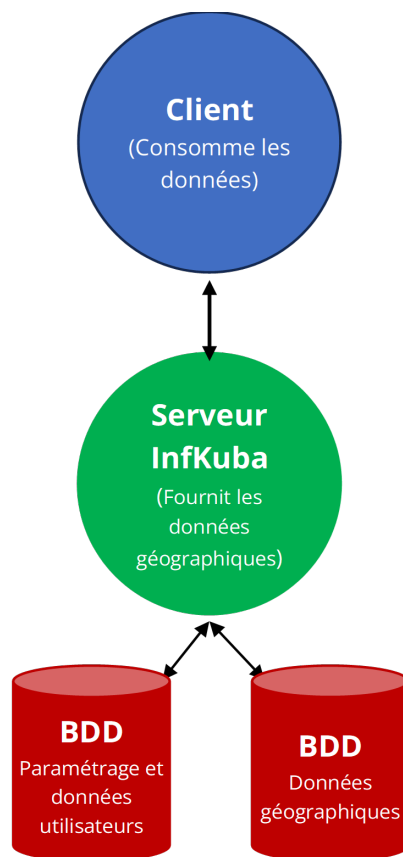 Client
(Consomme les
données)
Serveur
InfKuba
(Fournit les
données
géographiques)
BDD
Paramétrage et
données
utilisateurs
BDD
Données
géographiques